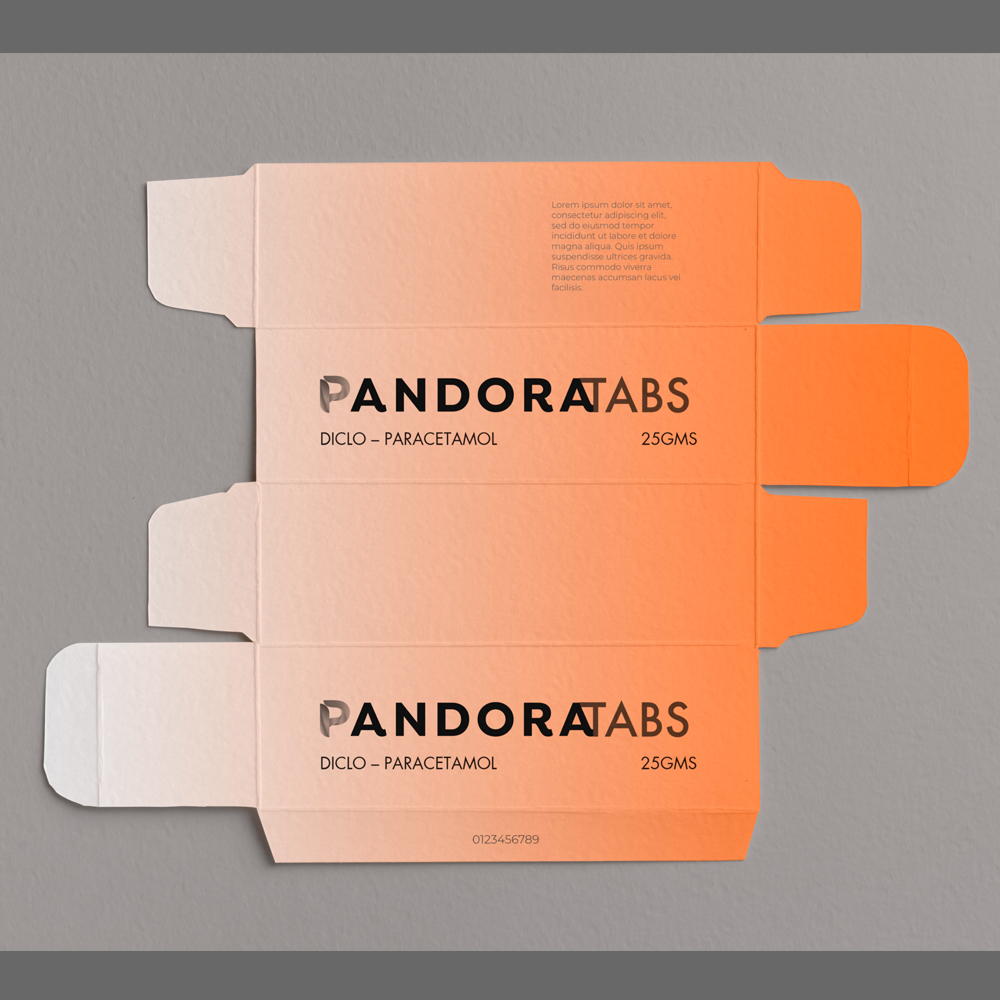 Lorem ipsum dolor sit amet,
consectetur adipiscing elit,
sed do eiusmod tempor
incididunt ut labore et dolore
magna aliqua. Quis ipsum
suspendisse ultrices gravida.
Risus commodo viverra
maecenas accumsan lacus vel
facilisis.
PANDORATABS
DICLO – PARACETAMOL 25GMS
PANDORATABS
DICLO – PARACETAMOL 25GMS
0123456789